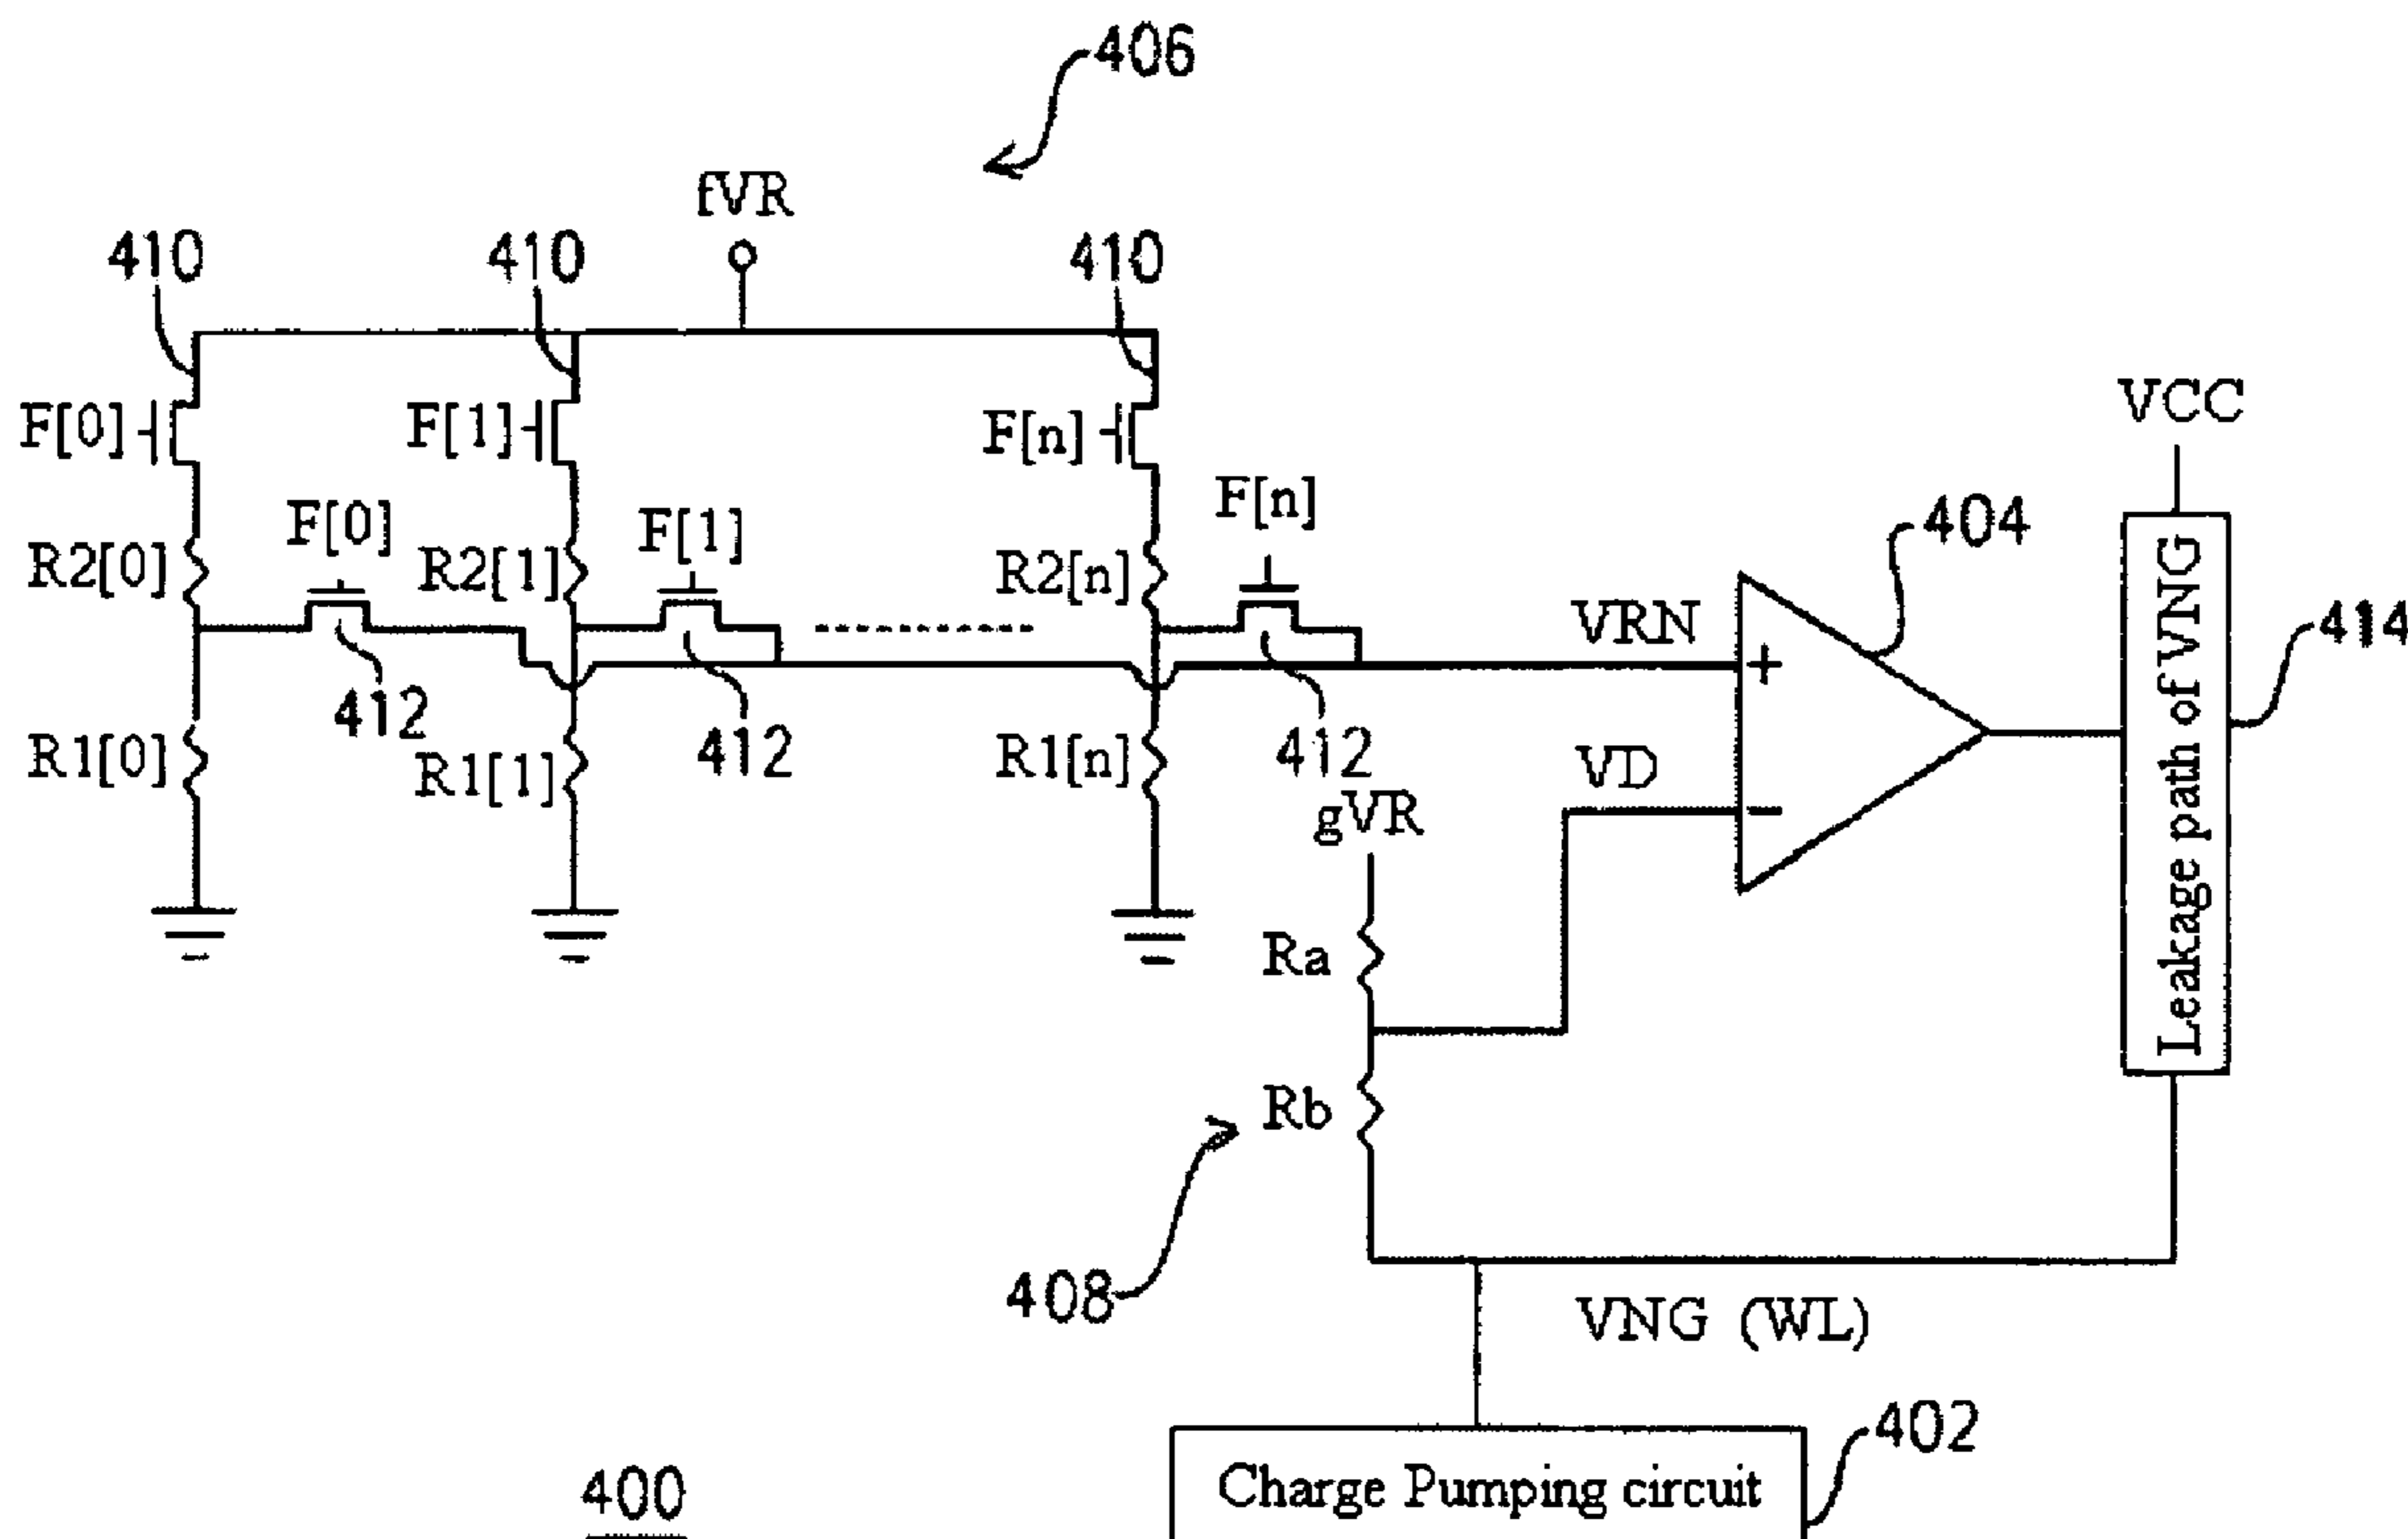 406
fVR
410
410
410
F[0]
F[1]
F[n]
VCC
F[0]
F[1]
F[n]
404
R2[0]
R2[1]
R2[n]
VRN
+
414
Leakage path of VNG
412
412
412
R1[0]
R1[1]
R1[n]
VD
−
gVR
Ra
Rb
408
VNG (WL)
402
Charge Pumping circuit
400